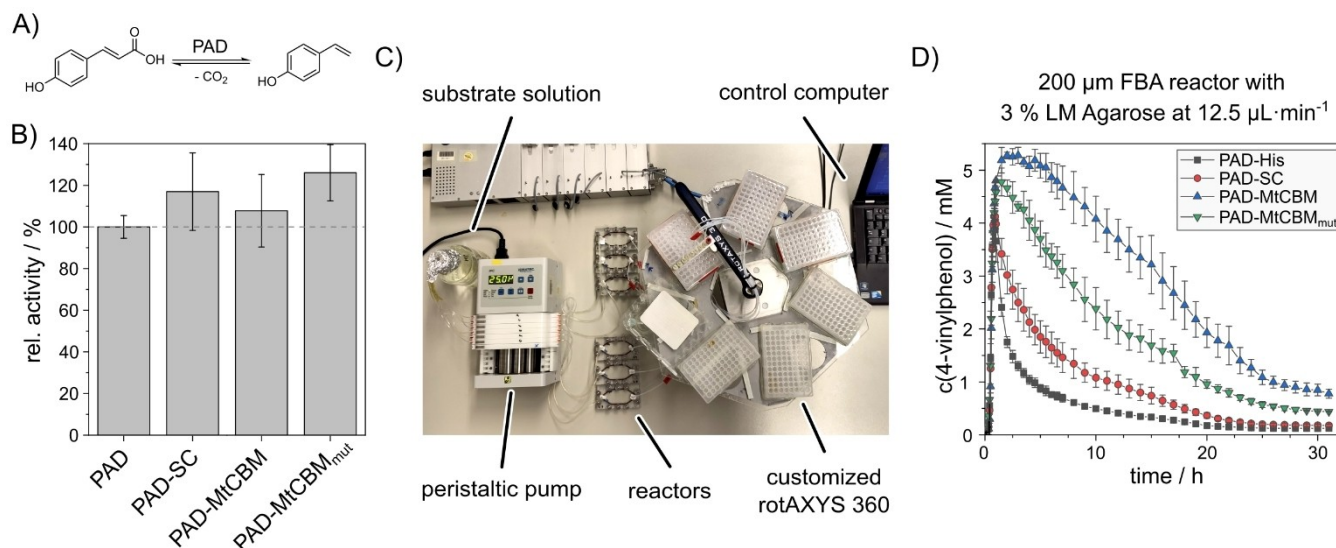 A)
O
OH
HO
PAD
- CO₂
HO
B)
rel. activity / %
140
120
100
80
60
40
20
0
PAD
PAD-SC
PAD-MtCBM
PAD-MtCBMmut
C)
substrate solution
control computer
25.0
ROTAXYS
peristaltic pump
reactors
customized
rotAXYS 360
D)
200 µm FBA reactor with
3 % LM Agarose at 12.5 µL·min⁻¹
PAD-His
PAD-SC
PAD-MtCBM
PAD-MtCBMmut
c(4-vinylphenol) / mM
5
4
3
2
1
0
0
10
20
30
time / h